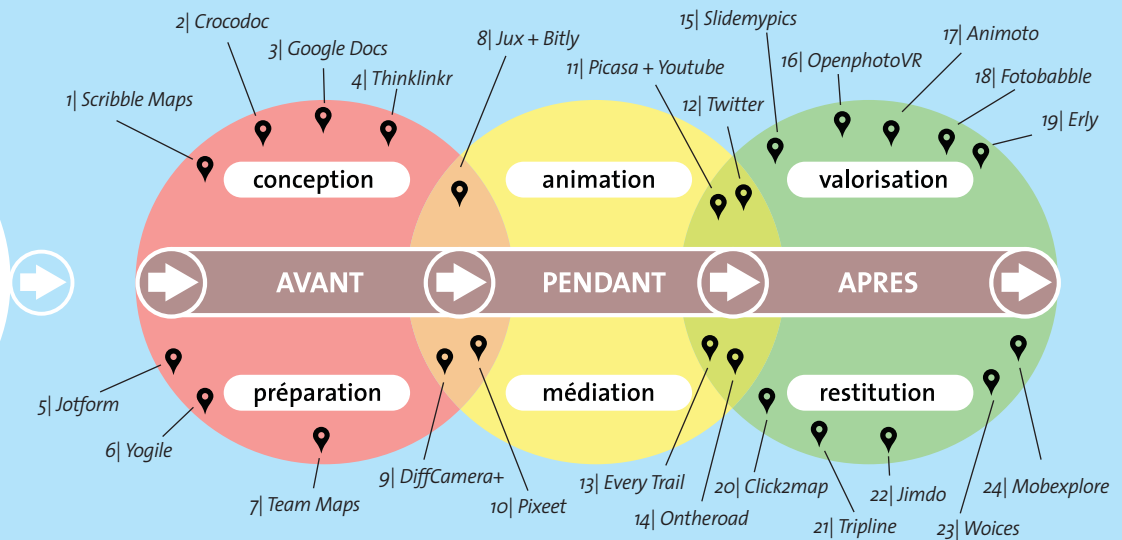 1| Scribble Maps
2| Crocodoc
3| Google Docs
4| Thinklinkr
8| Jux + Bitly
11| Picasa + Youtube
12| Twitter
15| Slidemypics
16| OpenphotoVR
17| Animoto
18| Fotobabble
19| Erly
conception
animation
valorisation
AVANT
PENDANT
APRES
préparation
médiation
restitution
5| Jotform
6| Yogile
7| Team Maps
9| DiffCamera+
10| Pixeet
13| Every Trail
14| Ontheroad
20| Click2map
21| Tripline
22| Jimdo
23| Woices
24| Mobexplore